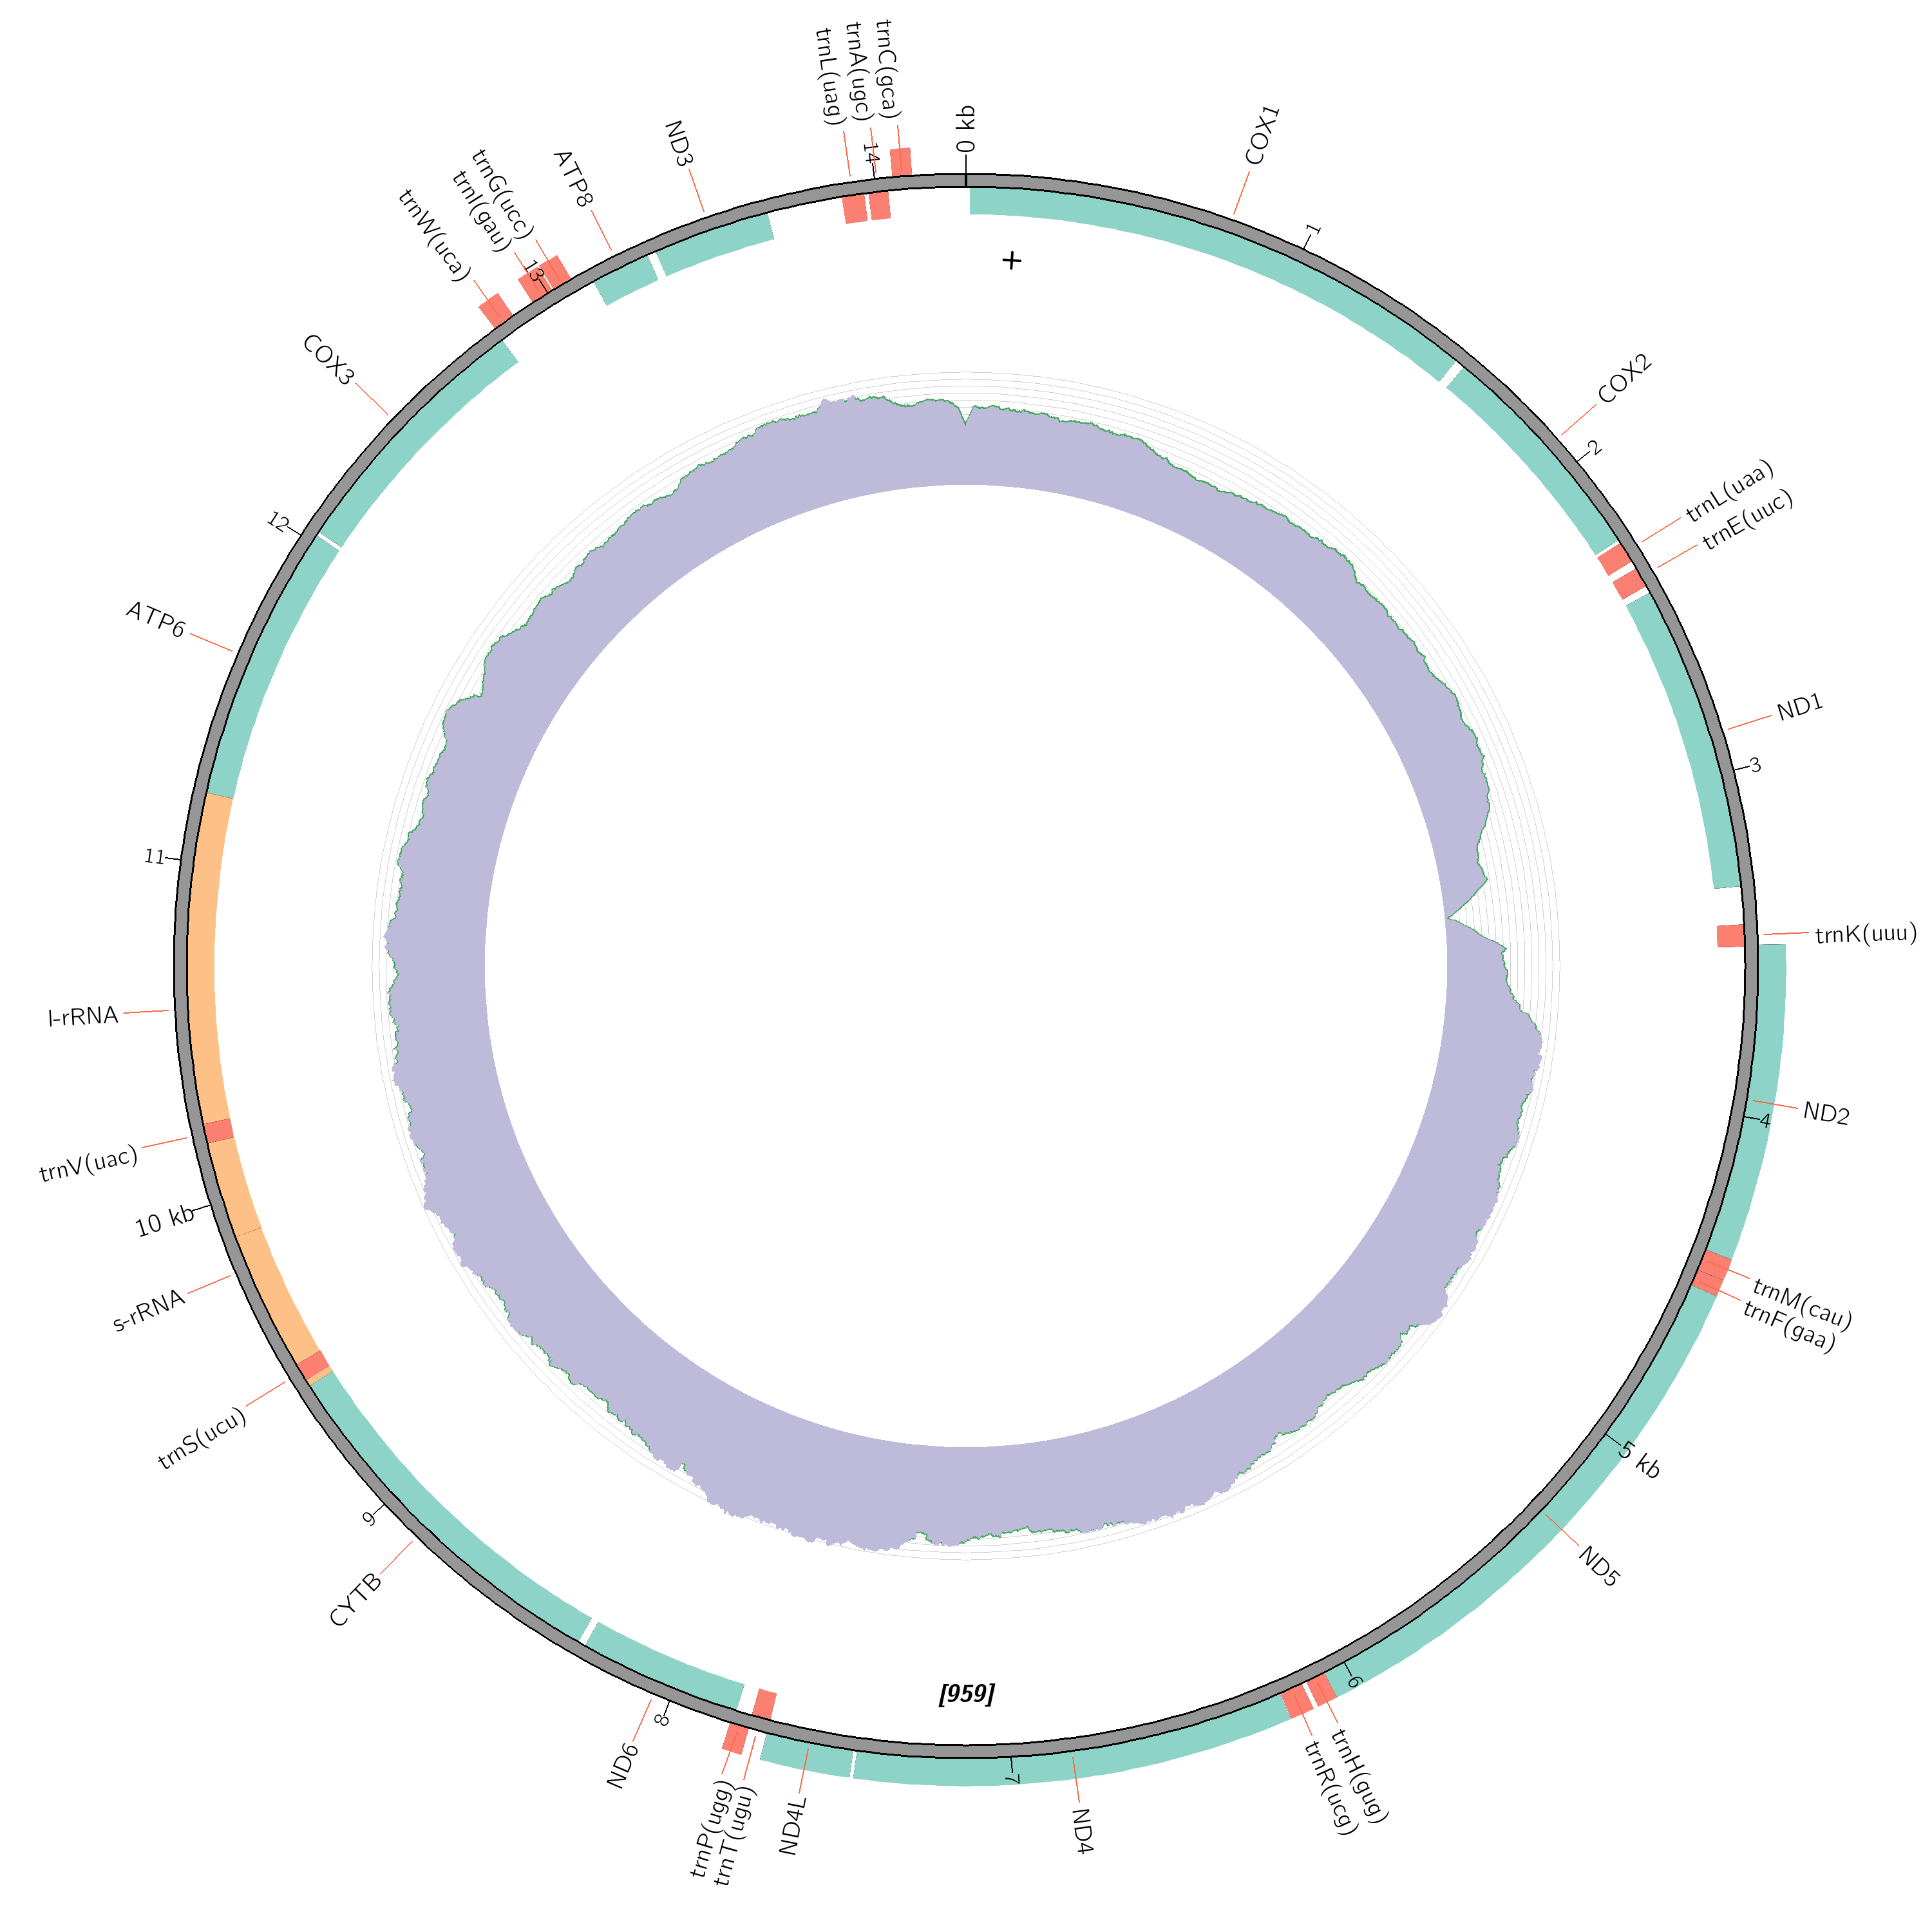 0 kb
COX1
+
1
COX2
2
trnL(uaa)
trnE(uuc)
ND1
3
trnK(uuu)
ND2
4
trnM(cau)
trnF(gaa)
5 kb
ND5
6
trnH(gug)
trnR(ucg)
ND4
7
[959]
ND4L
trnT(ugu)
trnP(ugg)
8
ND6
CYTB
9
trnS(ucu)
s-rRNA
10 kb
trnV(uac)
l-rRNA
11
ATP6
12
COX3
trnW(uca)
13
trnI(gau)
trnG(ucc)
ATP8
ND3
trnL(uag)
14
trnA(ugc)
trnC(gca)